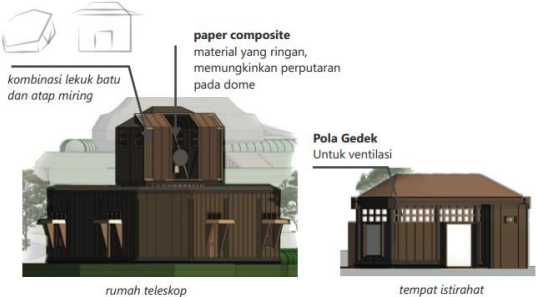 paper composite
material yang ringan,
memungkinkan perputaran
pada dome
kombinasi lekuk batu
dan atap miring
Pola Gedek
Untuk ventilasi
rumah teleskop
tempat istirahat